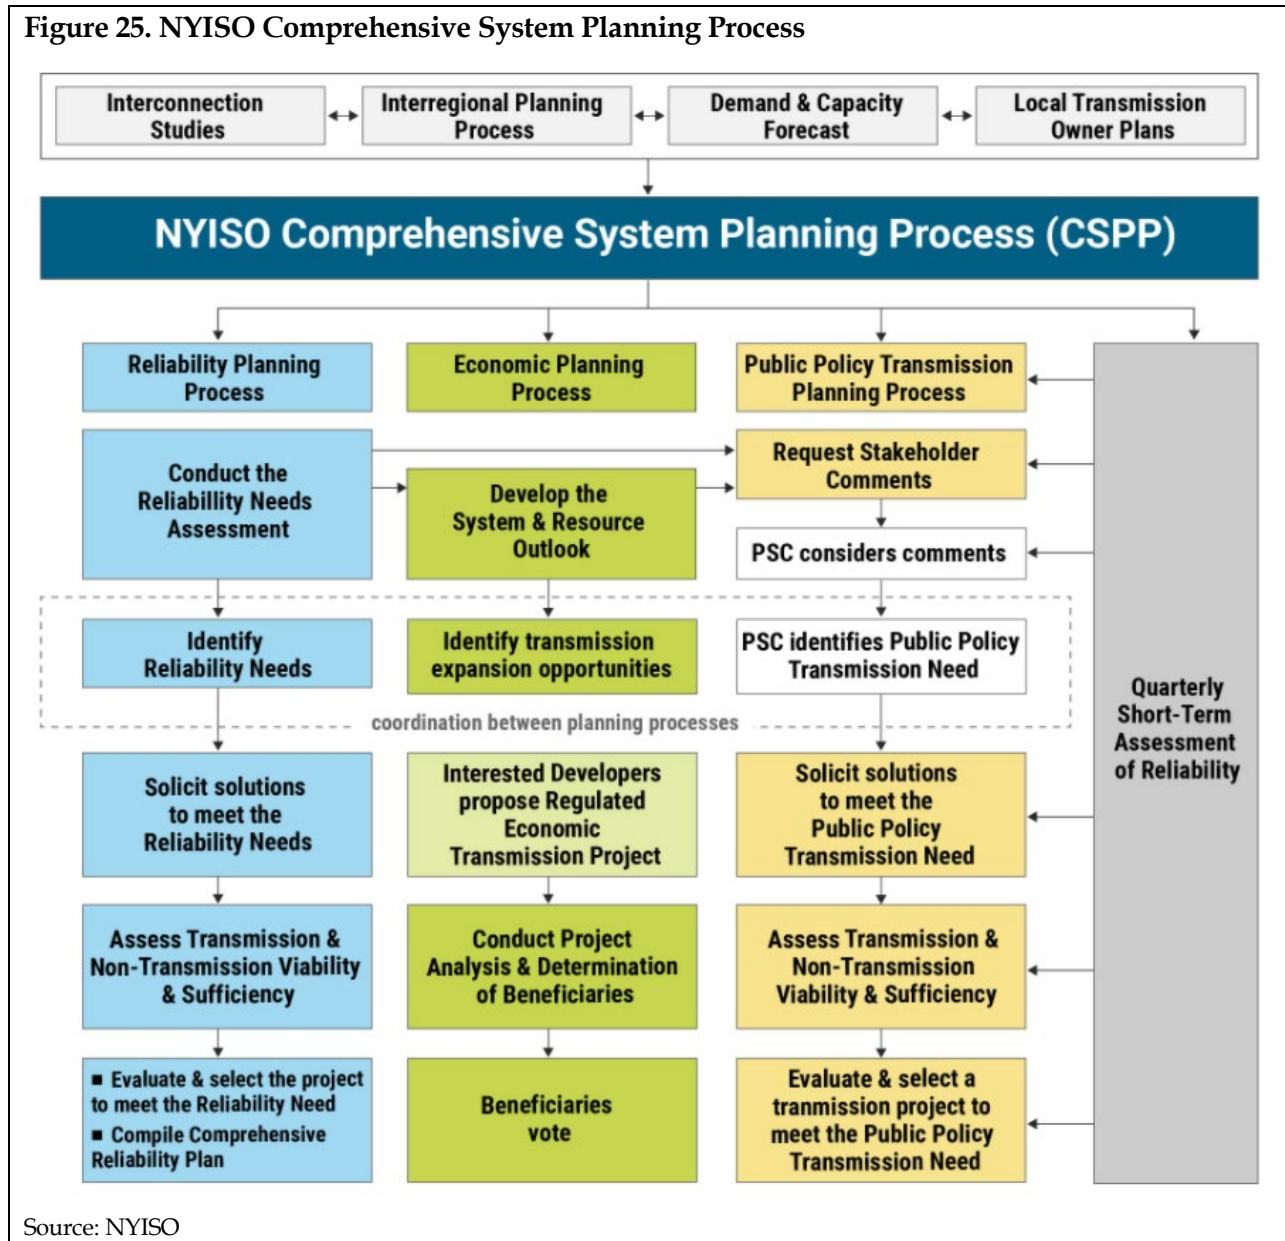 Figure 25. NYISO Comprehensive System Planning Process
Interconnection
Studies
Interregional Planning
Process
Demand & Capacity
Forecast
Local Transmission
Owner Plans
NYISO Comprehensive System Planning Process (CSPP)
Reliability Planning
Process
Economic Planning
Process
Public Policy Transmission
Planning Process
Conduct the
Reliabillity Needs
Assessment
Develop the
System & Resource
Outlook
Request Stakeholder
Comments
PSC considers comments
Identify
Reliability Needs
Identify transmission
expansion opportunities
PSC identifies Public Policy
Transmission Need
coordination between planning processes
Quarterly
Short-Term
Assessment
of Reliability
Solicit solutions
to meet the
Reliability Needs
Interested Developers
propose Regulated
Economic
Transmission Project
Solicit solutions
to meet the
Public Policy
Transmission Need
Assess Transmission &
Non-Transmission Viability
& Sufficiency
Conduct Project
Analysis & Determination
of Beneficiaries
Assess Transmission &
Non-Transmission
Viability & Sufficiency
■ Evaluate & select the project
to meet the Reliability Need
■ Compile Comprehensive
Reliability Plan
Beneficiaries
vote
Evaluate & select a
tranmission project to
meet the Public Policy
Transmission Need
Source: NYISO